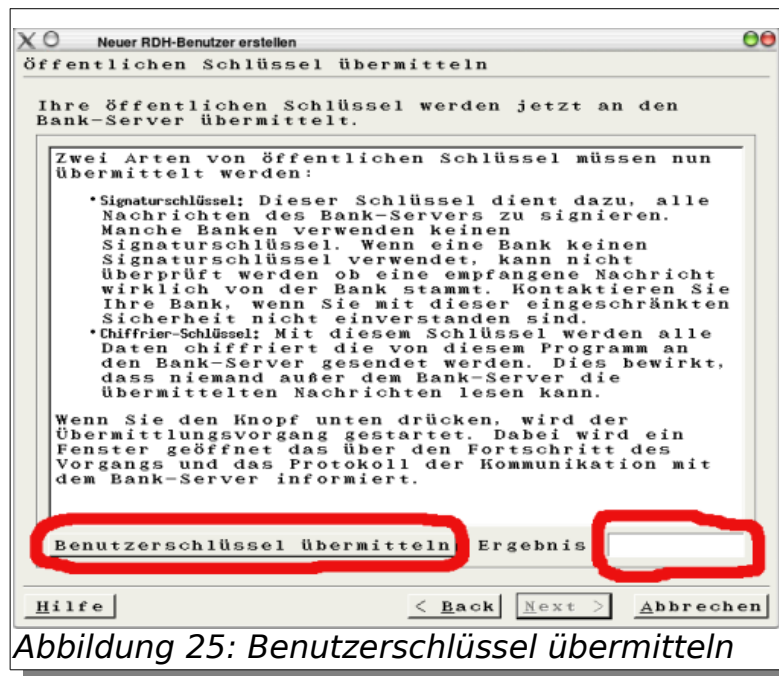 Neuer RDH-Benutzer erstellen
Öffentlichen Schlüssel übermitteln
Ihre öffentlichen Schlüssel werden jetzt an den
Bank-Server übermittelt.
Zwei Arten von öffentlichen Schlüssel müssen nun
übermittelt werden:
•Signaturschlüssel: Dieser Schlüssel dient dazu, alle
Nachrichten des Bank-Servers zu signieren.
Manche Banken verwenden keinen
Signaturschlüssel. Wenn eine Bank keinen
Signaturschlüssel verwendet, kann nicht
überprüft werden ob eine empfangene Nachricht
wirklich von der Bank stammt. Kontaktieren Sie
Ihre Bank, wenn Sie mit dieser eingeschränkten
Sicherheit nicht einverstanden sind.
•Chiffrier-Schlüssel: Mit diesem Schlüssel werden alle
Daten chiffriert die von diesem Programm an
den Bank-Server gesendet werden. Dies bewirkt,
dass niemand außer dem Bank-Server die
übermittelten Nachrichten lesen kann.
Wenn Sie den Knopf unten drücken, wird der
Übermittlungsvorgang gestartet. Dabei wird ein
Fenster geöffnet das über den Fortschritt des
Vorgangs und das Protokoll der Kommunikation mit
dem Bank-Server informiert.
Benutzerschlüssel übermitteln Ergebnis
Hilfe < Back Next > Abbrechen
Abbildung 25: Benutzerschlüssel übermitteln